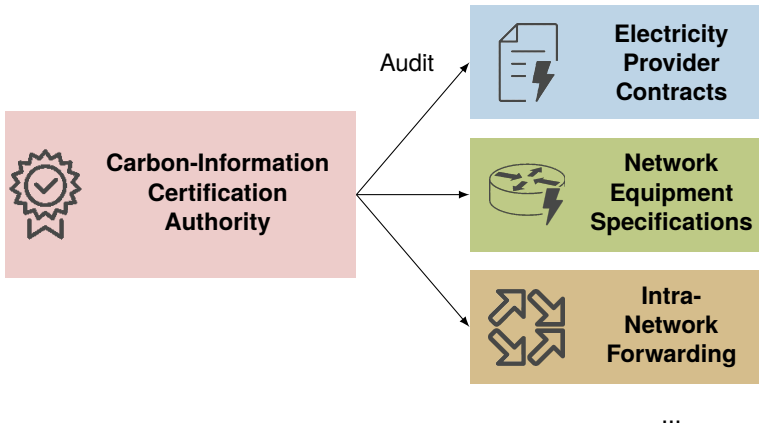 Audit
Electricity
Provider
Contracts
Carbon-Information
Certification
Authority
Network
Equipment
Specifications
Intra-
Network
Forwarding
...